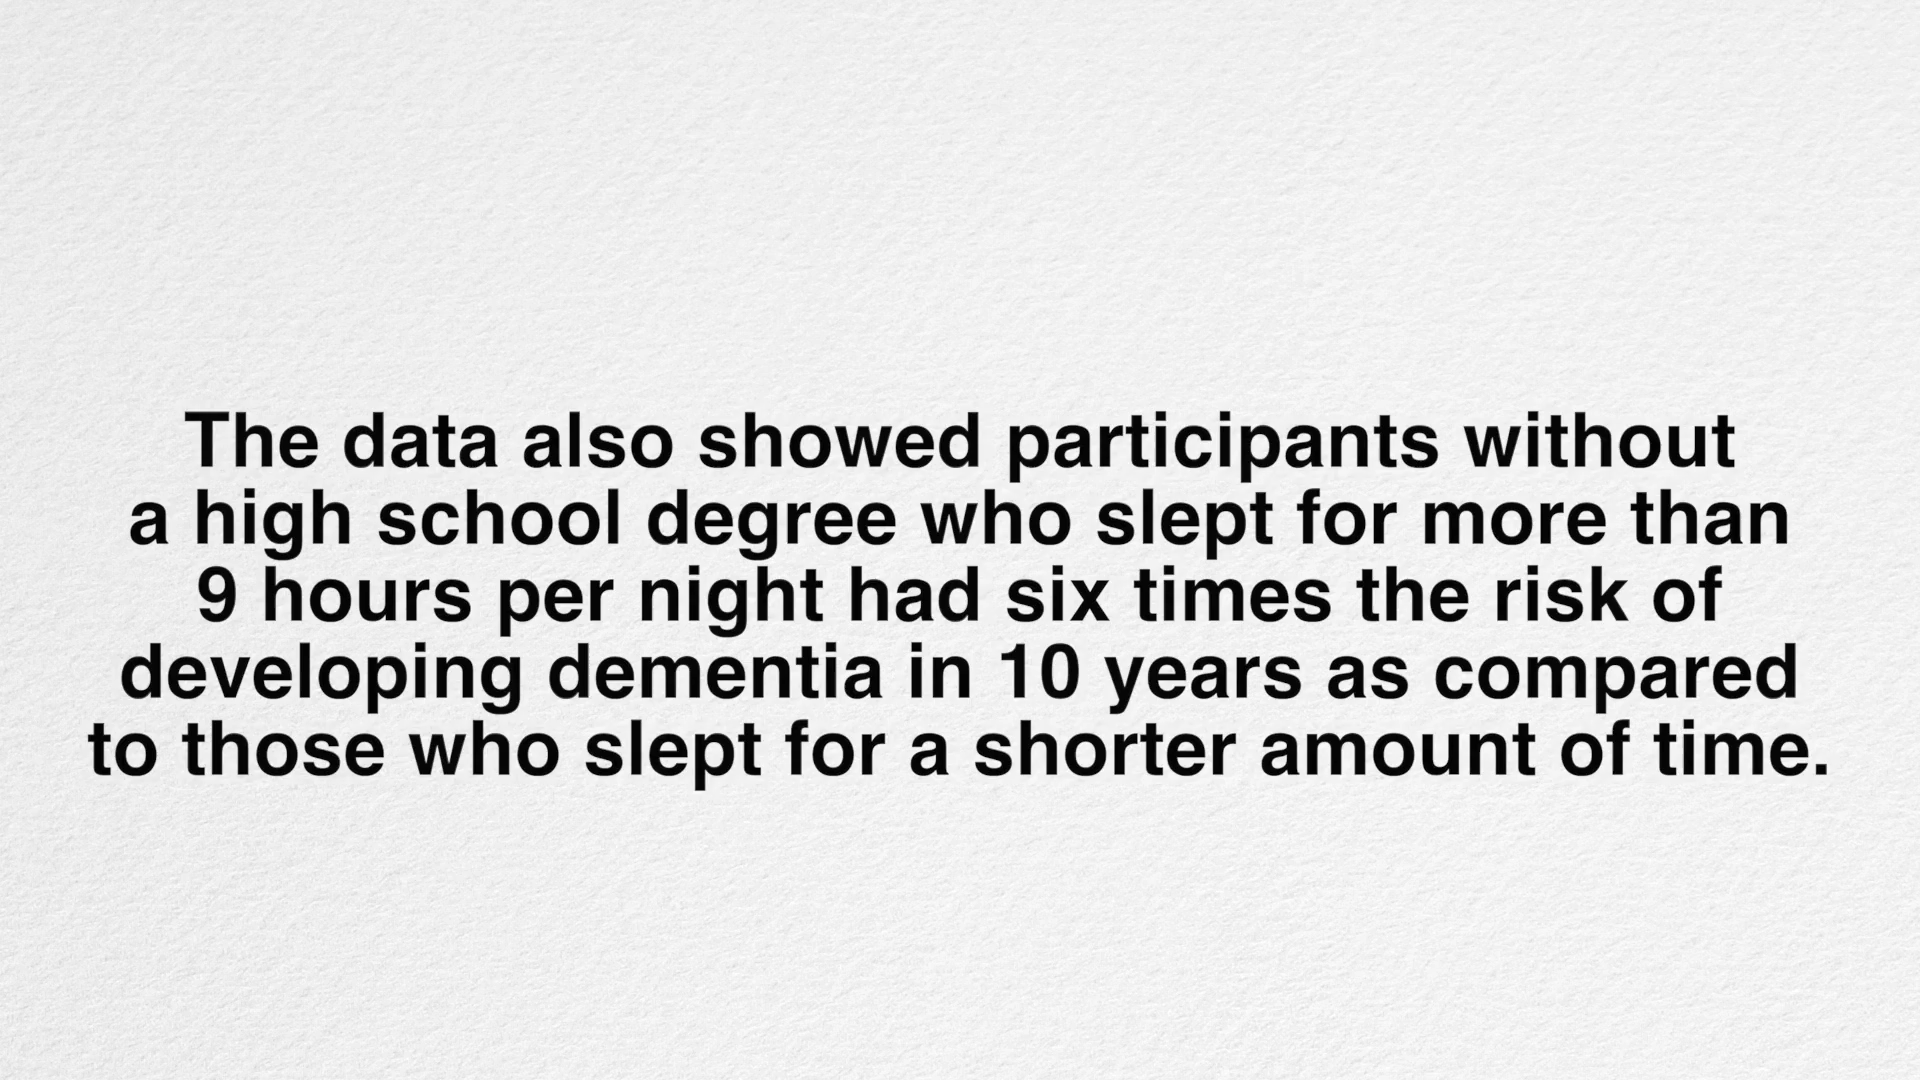 The data also showed participants without
a high school degree who slept for more than
9 hours per night had six times the risk of
developing dementia in 10 years as compared
to those who slept for a shorter amount of time.